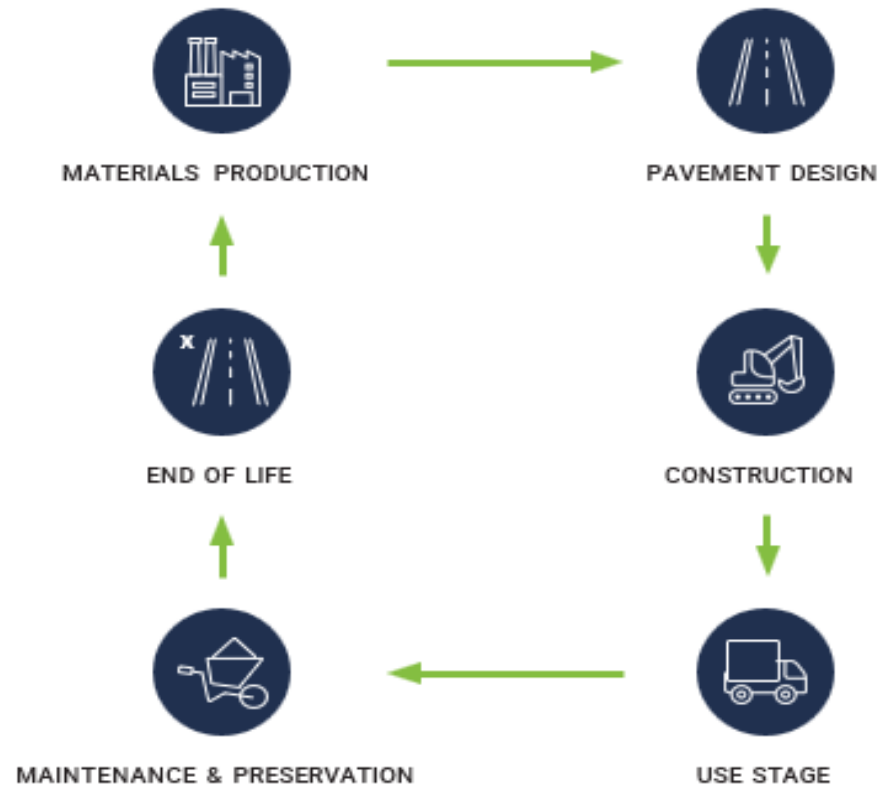 MATERIALS PRODUCTION
PAVEMENT DESIGN
X
END OF LIFE
CONSTRUCTION
MAINTENANCE & PRESERVATION
USE STAGE